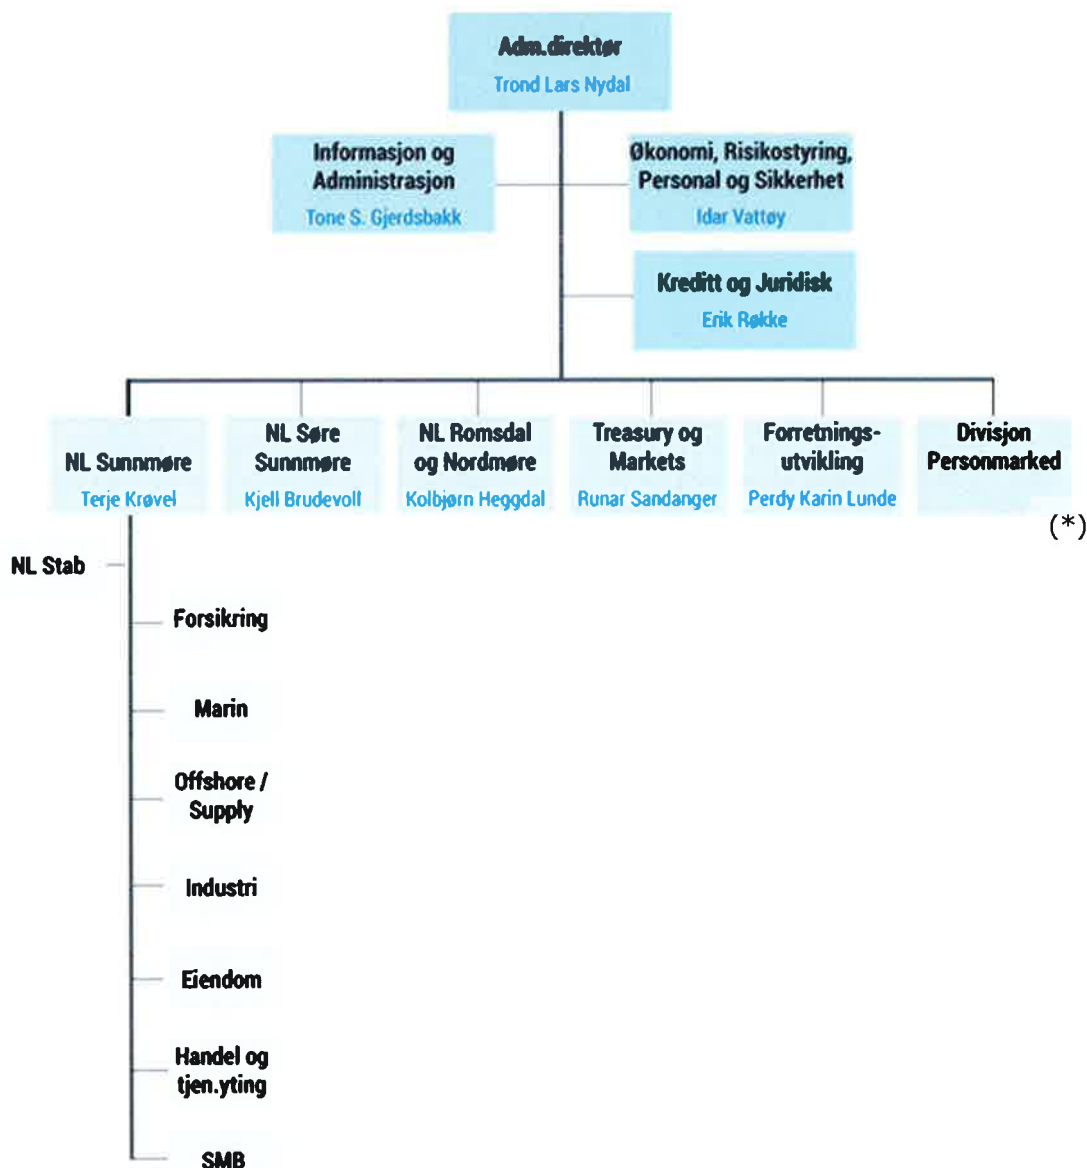 Adm.direktør
Trond Lars Nydal
Informasjon og
Administrasjon
Tone S. Gjerdsbakk
Økonomi, Risikostyring,
Personal og Sikkerhet
Idar Vattøy
Kreditt og Juridisk
Erik Røkke
NL Sunnmøre
Terje Krøvel
NL Søre
Sunnmøre
Kjell Brudevoll
NL Romsdal
og Nordmøre
Kolbjørn Heggdal
Treasury og
Markets
Runar Sandanger
Forretnings-
utvikling
Perdy Karin Lunde
Divisjon
Personmarked
(*)
NL Stab
Forsikring
Marin
Offshore /
Supply
Industri
Eiendom
Handel og
tjen.yting
SMB